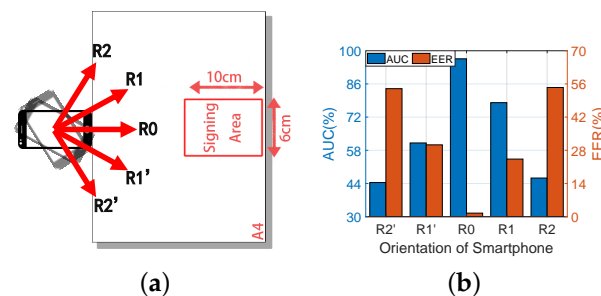 R2
R1
R0
R1'
R2'
10cm
6cm
Signing
Area
A4
(a)
AUC EER
100
86
72
58
44
30
AUC(%)
70
56
42
28
14
0
EER(%)
R2' R1' R0 R1 R2
Orientation of Smartphone
(b)